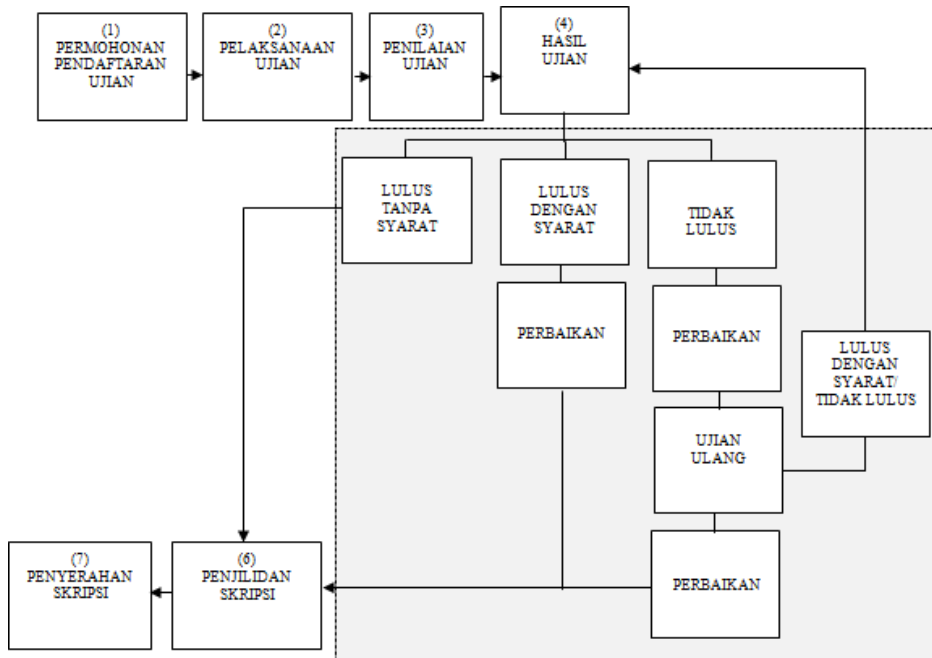 (1)
PERMOHONAN
PENDAFTARAN
UJIAN
(2)
PELAKSANAAN
UJIAN
(3)
PENILAIAN
UJIAN
(4)
HASIL
UJIAN
LULUS
TANPA
SYARAT
LULUS
DENGAN
SYARAT
TIDAK
LULUS
PERBAIKAN
PERBAIKAN
LULUS
DENGAN
SYARAT/
TIDAK LULUS
UJIAN
ULANG
(7)
PENYERAHAN
SKRIPSI
(6)
PENJILIDAN
SKRIPSI
PERBAIKAN